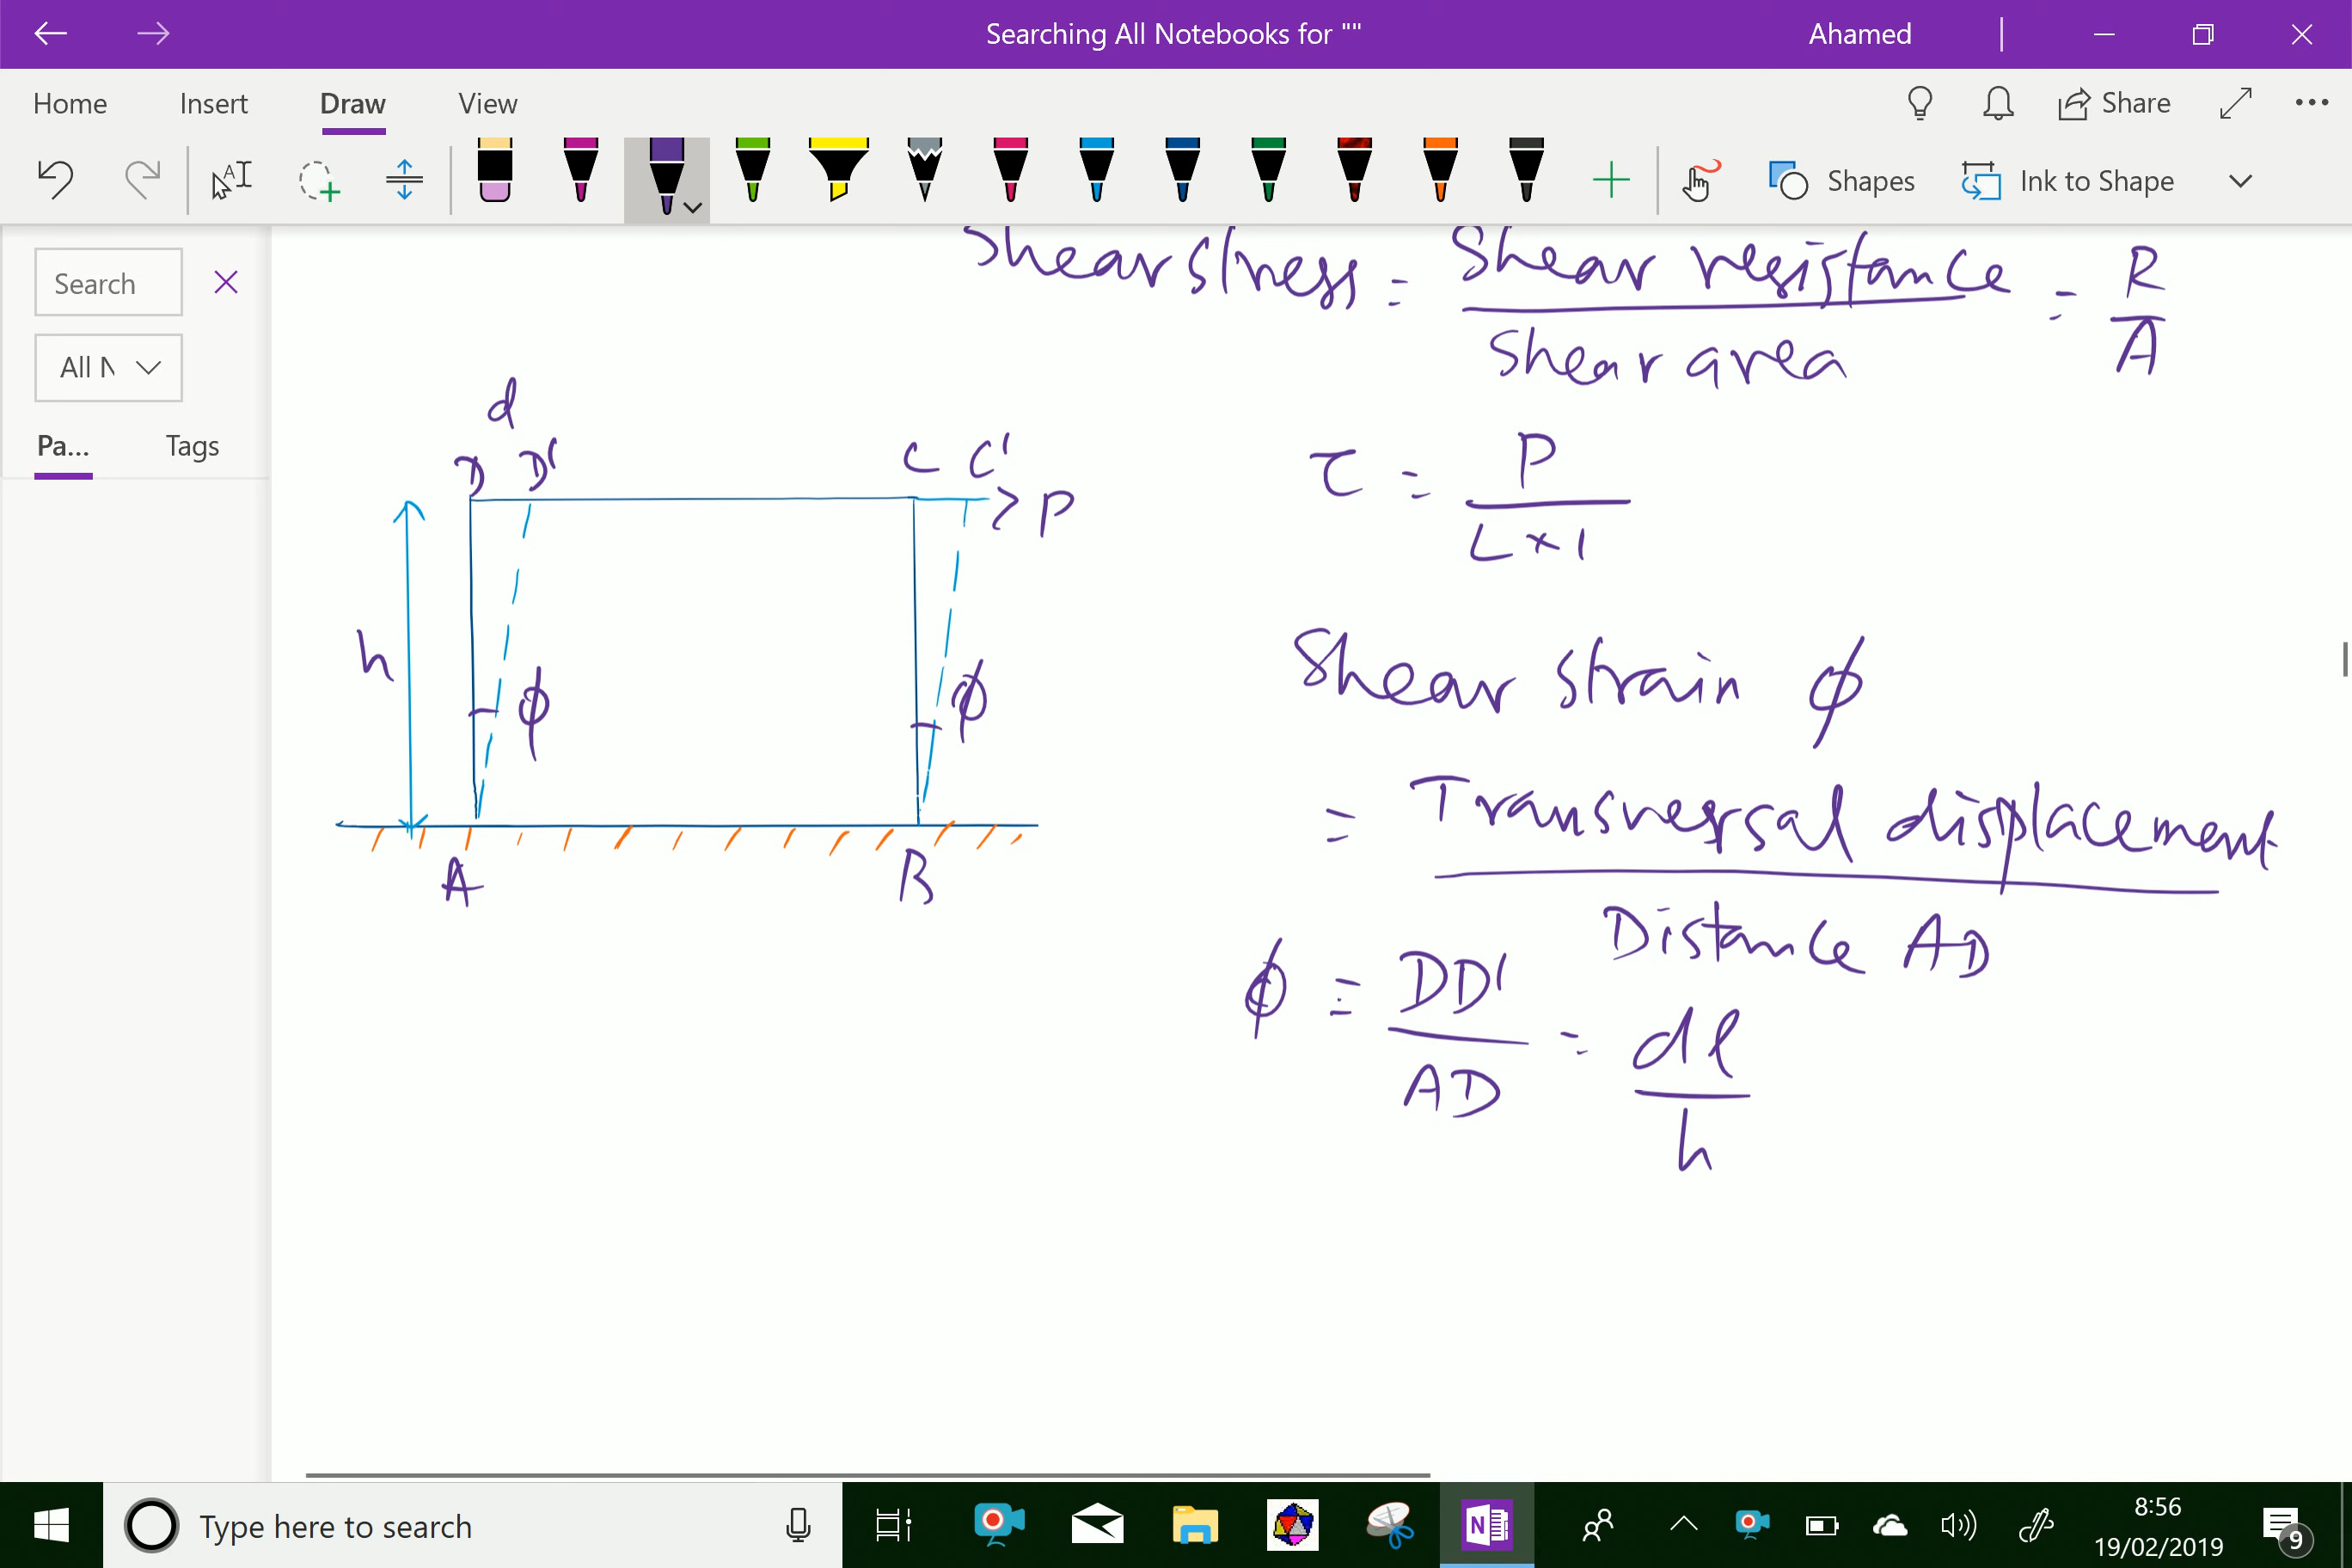 Searching All Notebooks for ""
Ahamed
Home Insert Draw View
Share
Shapes
Ink to Shape
Search
All N
Pa... Tags
Shear stress = Shear resistance / Shear area = R / A
τ = P / L × 1
Shear strain ϕ
= Transversal displacement / Distance AD
ϕ = DD' / AD = dl / h
d
D D' C C'
P
h
ϕ ϕ
A B
Type here to search
N
8:56
19/02/2019
9